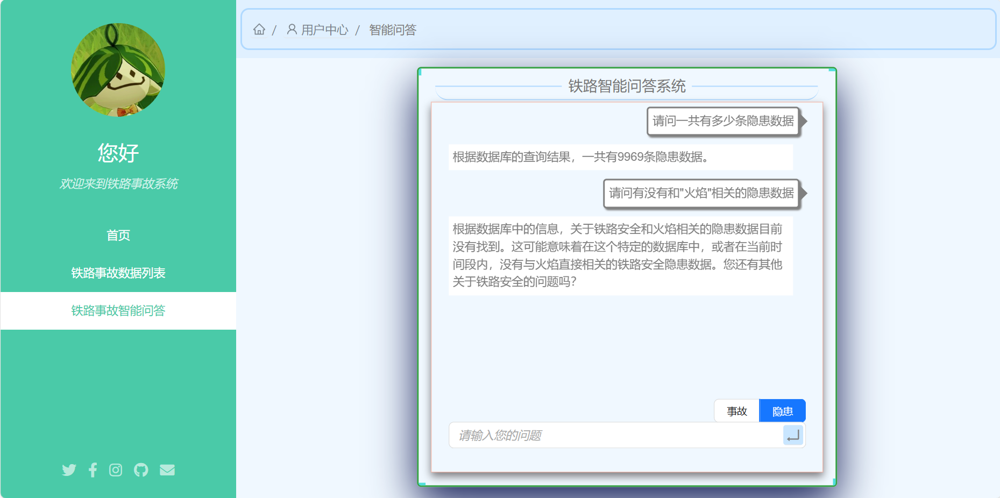 您好
欢迎来到铁路事故系统
首页
铁路事故数据列表
铁路事故智能问答
/ 用户中心 / 智能问答
铁路智能问答系统
请问一共有多少条隐患数据
根据数据库的查询结果，一共有9969条隐患数据。
请问有没有和"火焰"相关的隐患数据
根据数据库中的信息，关于铁路安全和火焰相关的隐患数据目前
没有找到。这可能意味着在这个特定的数据库中，或者在当前时
间段内，没有与火焰直接相关的铁路安全隐患数据。您还有其他
关于铁路安全的问题吗？
事故 隐患
请输入您的问题